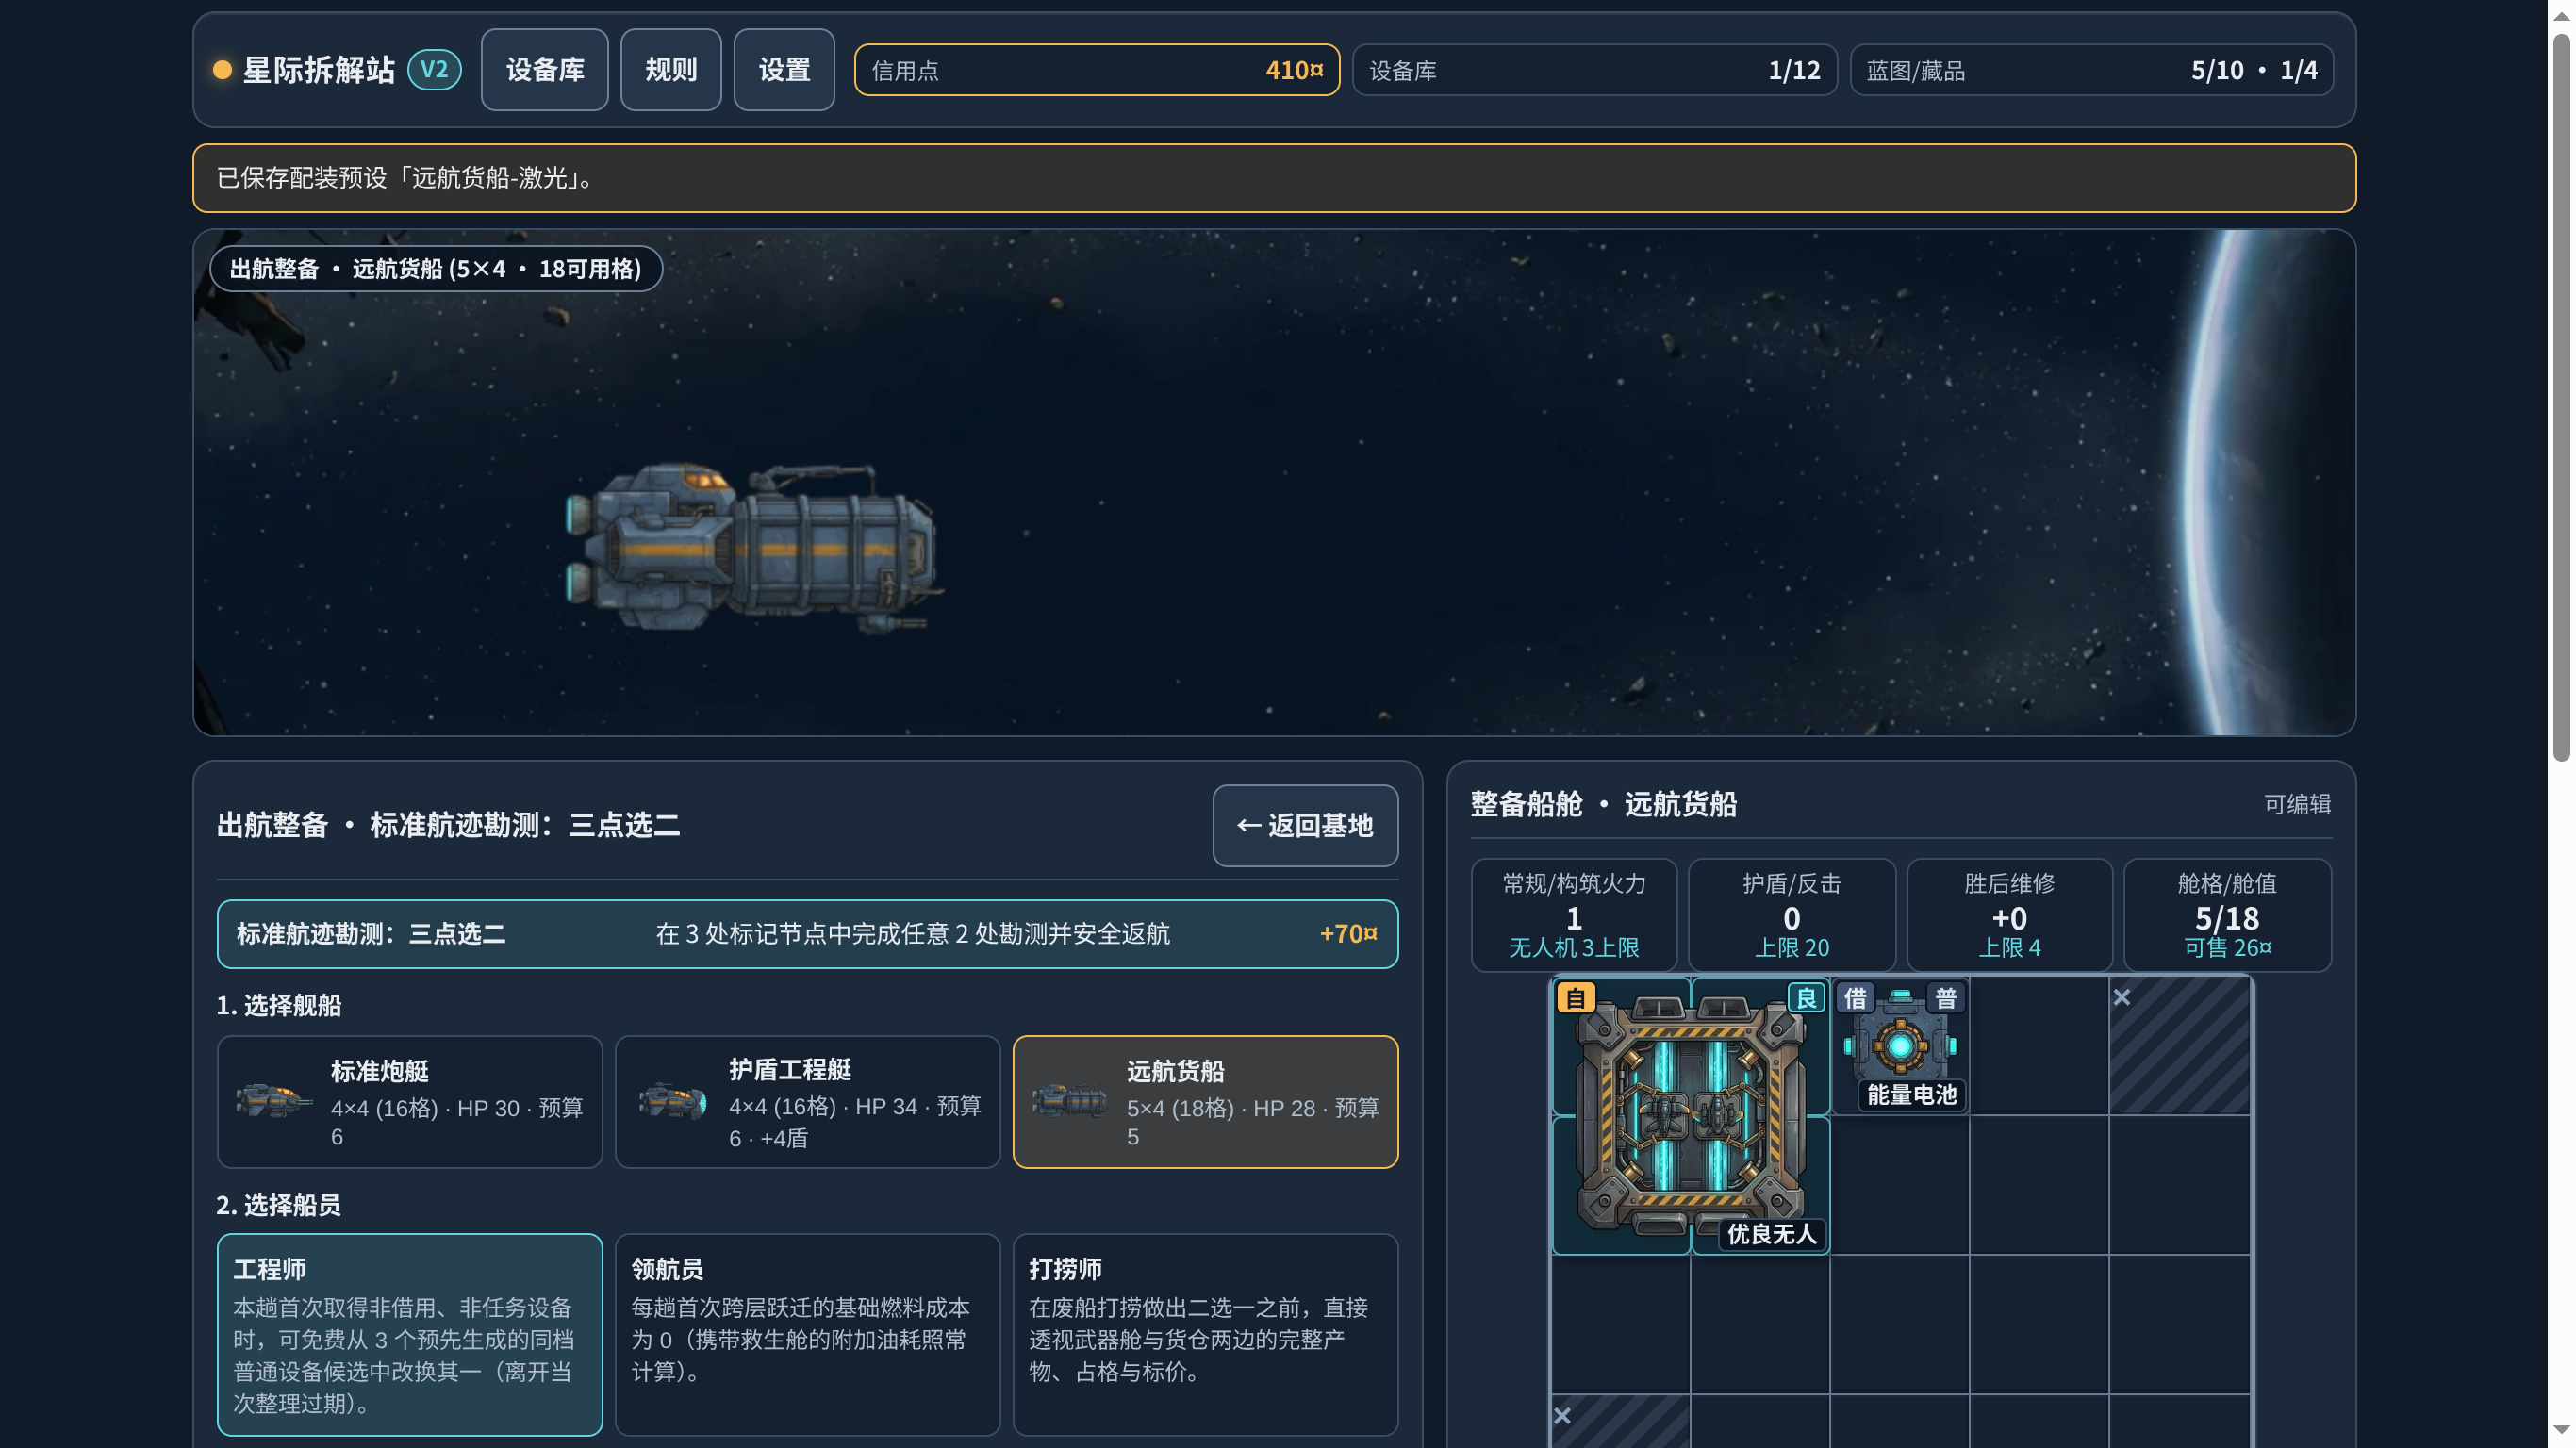 星际拆解站 V2 设备库 规则 设置 信用点 410¤ 设备库 1/12 蓝图/藏品 5/10 · 1/4
已保存配装预设「远航货船-激光」。
出航整备 · 远航货船 (5×4 · 18可用格)
出航整备 · 标准航迹勘测：三点选二
← 返回基地
标准航迹勘测：三点选二 在 3 处标记节点中完成任意 2 处勘测并安全返航 +70¤
1. 选择舰船
标准炮艇
4×4 (16格) · HP 30 · 预算
6
护盾工程艇
4×4 (16格) · HP 34 · 预算
6 · +4盾
远航货船
5×4 (18格) · HP 28 · 预算
5
2. 选择船员
工程师
本趟首次取得非借用、非任务设备
时，可免费从 3 个预先生成的同档
普通设备候选中改换其一（离开当
次整理过期）。
领航员
每趟首次跨层跃迁的基础燃料成本
为 0（携带救生舱的附加油耗照常
计算）。
打捞师
在废船打捞做出二选一之前，直接
透视武器舱与货仓两边的完整产
物、占格与标价。
整备船舱 · 远航货船 可编辑
常规/构筑火力
1
无人机 3上限
护盾/反击
0
上限 20
胜后维修
+0
上限 4
舱格/舱值
5/18
可售 26¤
自 良 借 普 ×
能量电池
优良无人
×